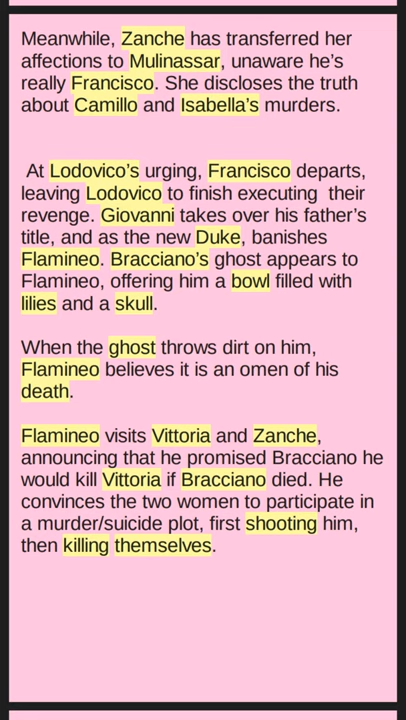 Meanwhile, Zanche has transferred her
affections to Mulinassar, unaware he's
really Francisco. She discloses the truth
about Camillo and Isabella's murders.
At Lodovico's urging, Francisco departs,
leaving Lodovico to finish executing  their
revenge. Giovanni takes over his father's
title, and as the new Duke, banishes
Flamineo. Bracciano's ghost appears to
Flamineo, offering him a bowl filled with
lilies and a skull.
When the ghost throws dirt on him,
Flamineo believes it is an omen of his
death.
Flamineo visits Vittoria and Zanche,
announcing that he promised Bracciano he
would kill Vittoria if Bracciano died. He
convinces the two women to participate in
a murder/suicide plot, first shooting him,
then killing themselves.